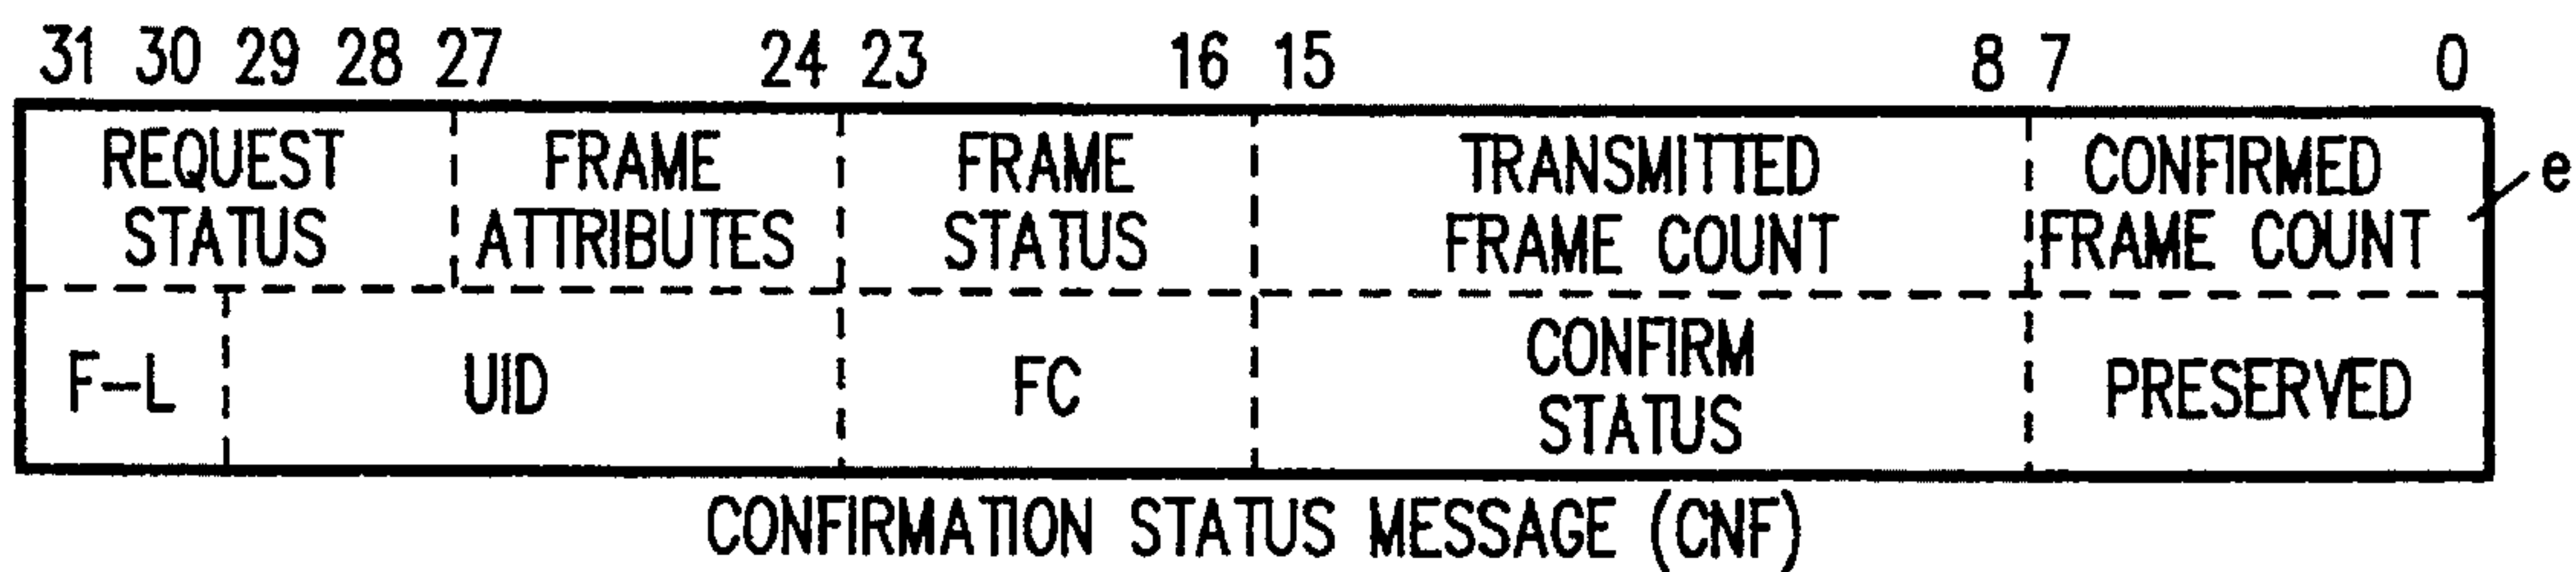 31 30 29 28 27 24 23 16 15 8 7 0
REQUEST FRAME FRAME TRANSMITTED CONFIRMED e
STATUS ATTRIBUTES STATUS FRAME COUNT FRAME COUNT
F-L UID FC CONFIRM STATUS PRESERVED
CONFIRMATION STATUS MESSAGE (CNF)